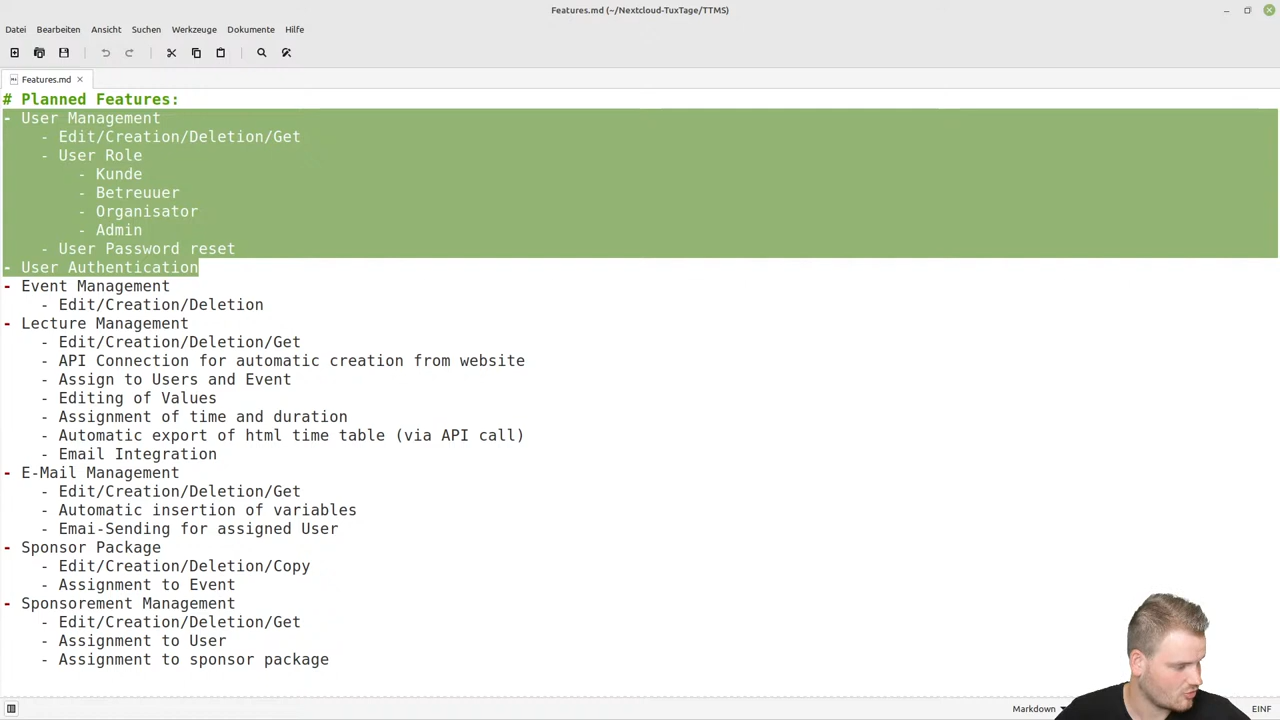 Features.md (~/Nextcloud-TuxTage/TTMS)
Datei Bearbeiten Ansicht Suchen Werkzeuge Dokumente Hilfe
Features.md
# Planned Features:
- User Management
    - Edit/Creation/Deletion/Get
    - User Role
        - Kunde
        - Betreuuer
        - Organisator
        - Admin
    - User Password reset
- User Authentication
- Event Management
    - Edit/Creation/Deletion
- Lecture Management
    - Edit/Creation/Deletion/Get
    - API Connection for automatic creation from website
    - Assign to Users and Event
    - Editing of Values
    - Assignment of time and duration
    - Automatic export of html time table (via API call)
    - Email Integration
- E-Mail Management
    - Edit/Creation/Deletion/Get
    - Automatic insertion of variables
    - Emai-Sending for assigned User
- Sponsor Package
    - Edit/Creation/Deletion/Copy
    - Assignment to Event
- Sponsorement Management
    - Edit/Creation/Deletion/Get
    - Assignment to User
    - Assignment to sponsor package
Markdown EINF